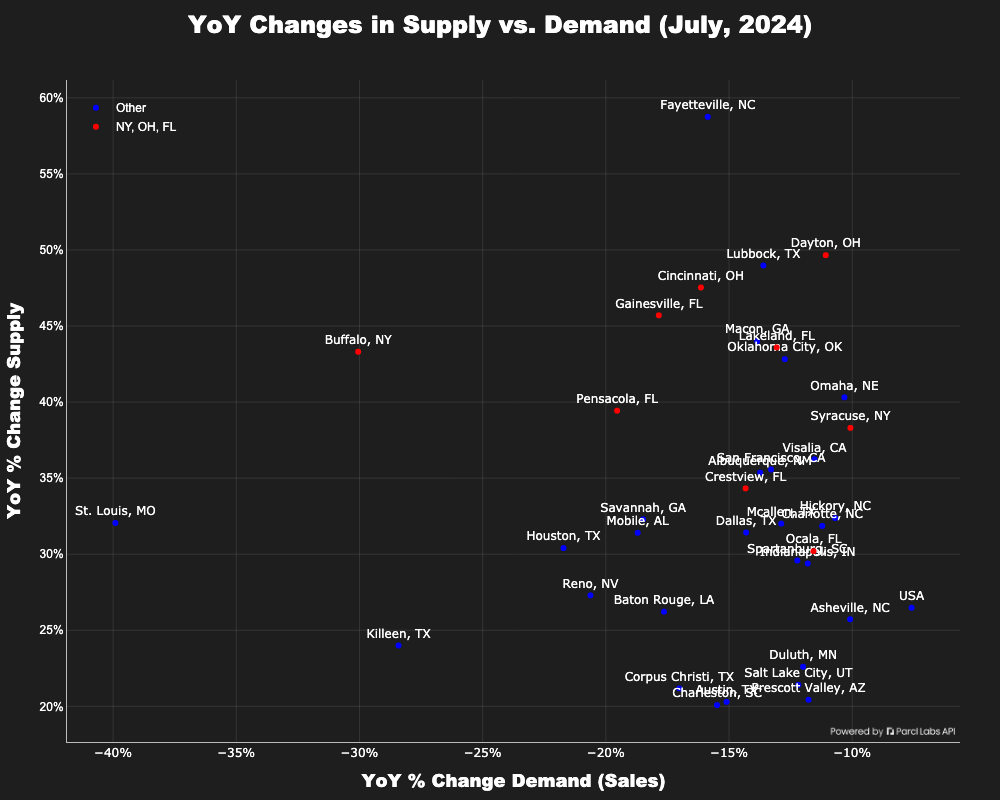 YoY Changes in Supply vs. Demand (July, 2024)
60%
Fayetteville, NC
Other
NY, OH, FL
55%
50%
Dayton, OH
Lubbock, TX
Cincinnati, OH
Gainesville, FL
45%
Macon, GA
Lakeland, FL
Buffalo, NY
Oklahoma City, OK
Omaha, NE
40%
Pensacola, FL
Syracuse, NY
Visalia, CA
San Francisco, CA
Albuquerque, NM
35%
Crestview, FL
St. Louis, MO
Savannah, GA
Hickory, NC
Mcallen, TX
Charlotte, NC
Mobile, AL
Dallas, TX
Houston, TX
Ocala, FL
30%
Spartanburg, SC
Indianapolis, IN
Reno, NV
Baton Rouge, LA
USA
Asheville, NC
25%
Killeen, TX
Duluth, MN
Salt Lake City, UT
Corpus Christi, TX
Austin, TX
Prescott Valley, AZ
Charleston, SC
20%
Powered by Parcl Labs API
−40%
−35%
−30%
−25%
−20%
−15%
−10%
YoY % Change Demand (Sales)
YoY % Change Supply